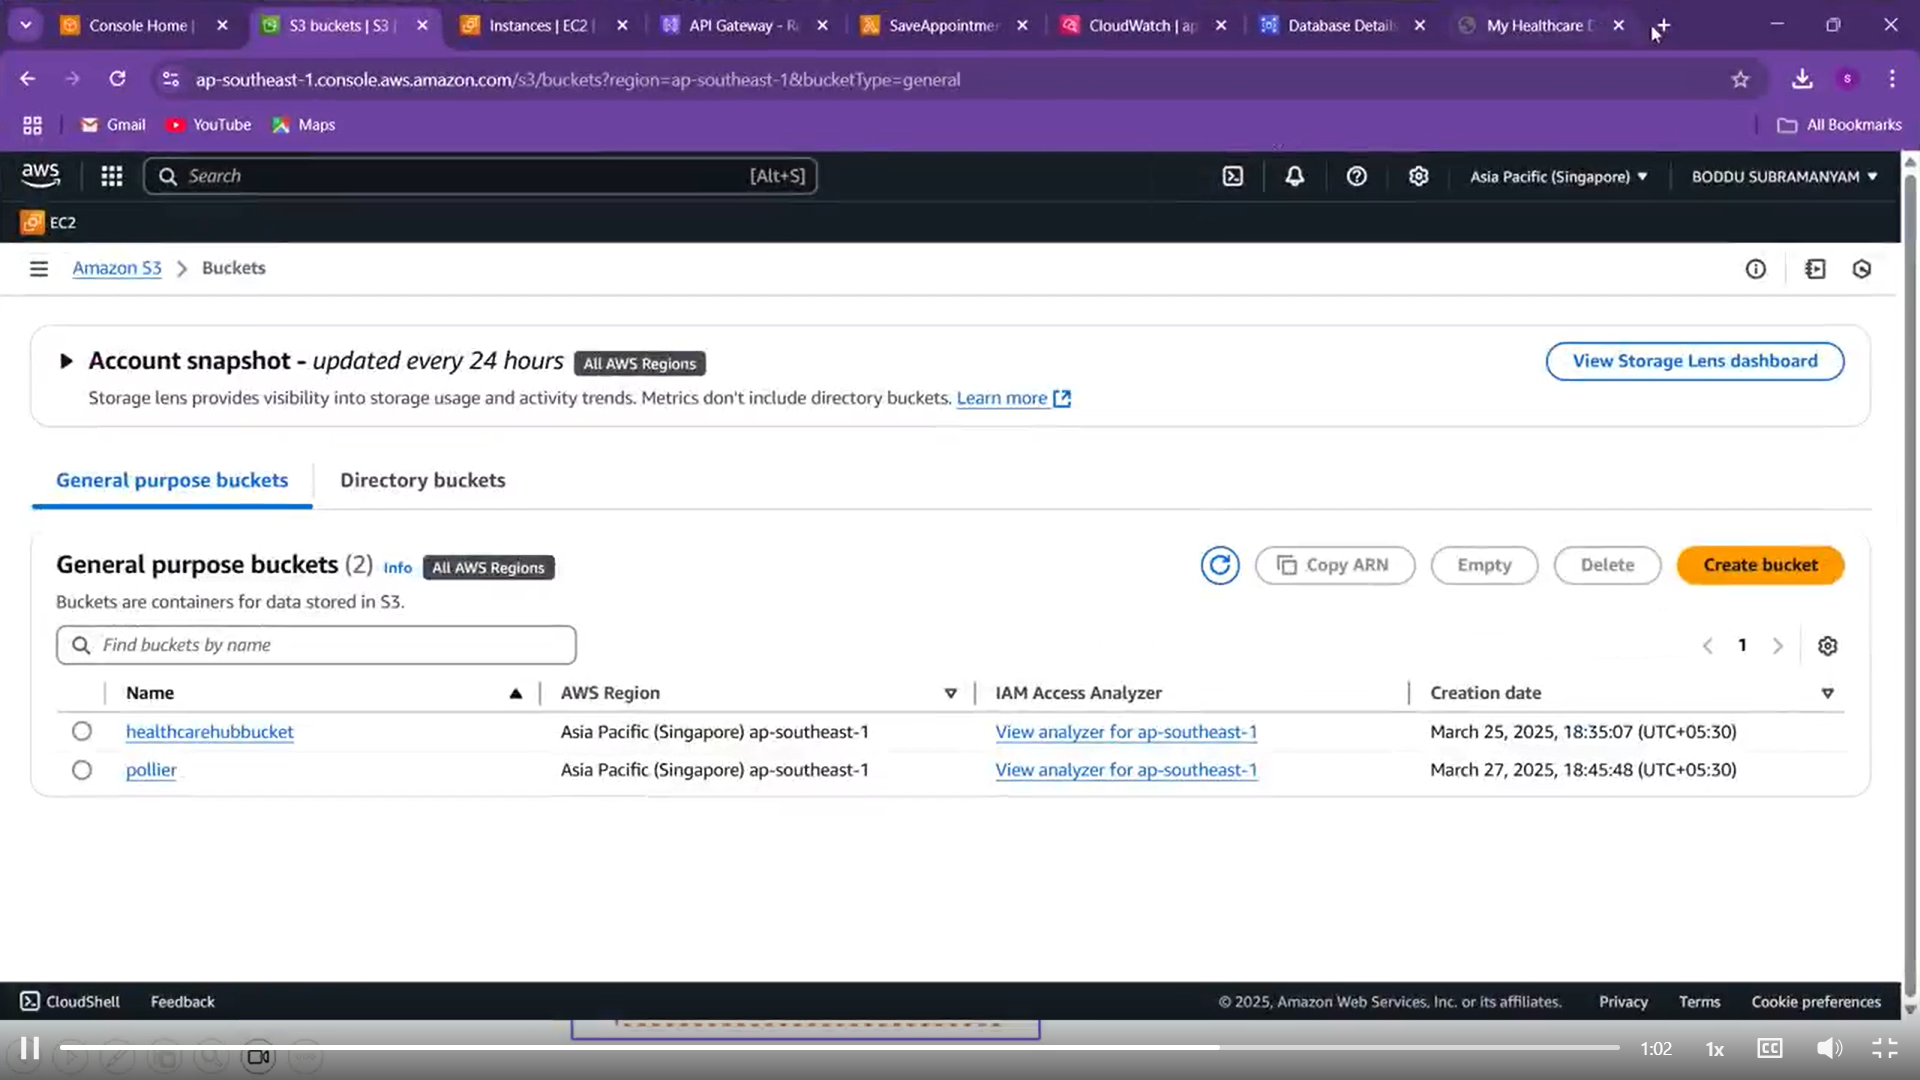 Console Home |
S3 buckets | S3 |
Instances | EC2 |
API Gateway - R
SaveAppointme
CloudWatch | ap
Database Details
My Healthcare D
ap-southeast-1.console.aws.amazon.com/s3/buckets?region=ap-southeast-1&bucketType=general
S
Gmail
YouTube
Maps
All Bookmarks
aws
Search
[Alt+S]
Asia Pacific (Singapore)
BODDU SUBRAMANYAM
EC2
Amazon S3
Buckets
Account snapshot - updated every 24 hours All AWS Regions
View Storage Lens dashboard
Storage lens provides visibility into storage usage and activity trends. Metrics don't include directory buckets. Learn more
General purpose buckets
Directory buckets
General purpose buckets (2) Info All AWS Regions
Copy ARN
Empty
Delete
Create bucket
Buckets are containers for data stored in S3.
Find buckets by name
1
Name
AWS Region
IAM Access Analyzer
Creation date
healthcarehubbucket
Asia Pacific (Singapore) ap-southeast-1
View analyzer for ap-southeast-1
March 25, 2025, 18:35:07 (UTC+05:30)
pollier
Asia Pacific (Singapore) ap-southeast-1
View analyzer for ap-southeast-1
March 27, 2025, 18:45:48 (UTC+05:30)
CloudShell
Feedback
© 2025, Amazon Web Services, Inc. or its affiliates.
Privacy
Terms
Cookie preferences
1:02
1x
CC